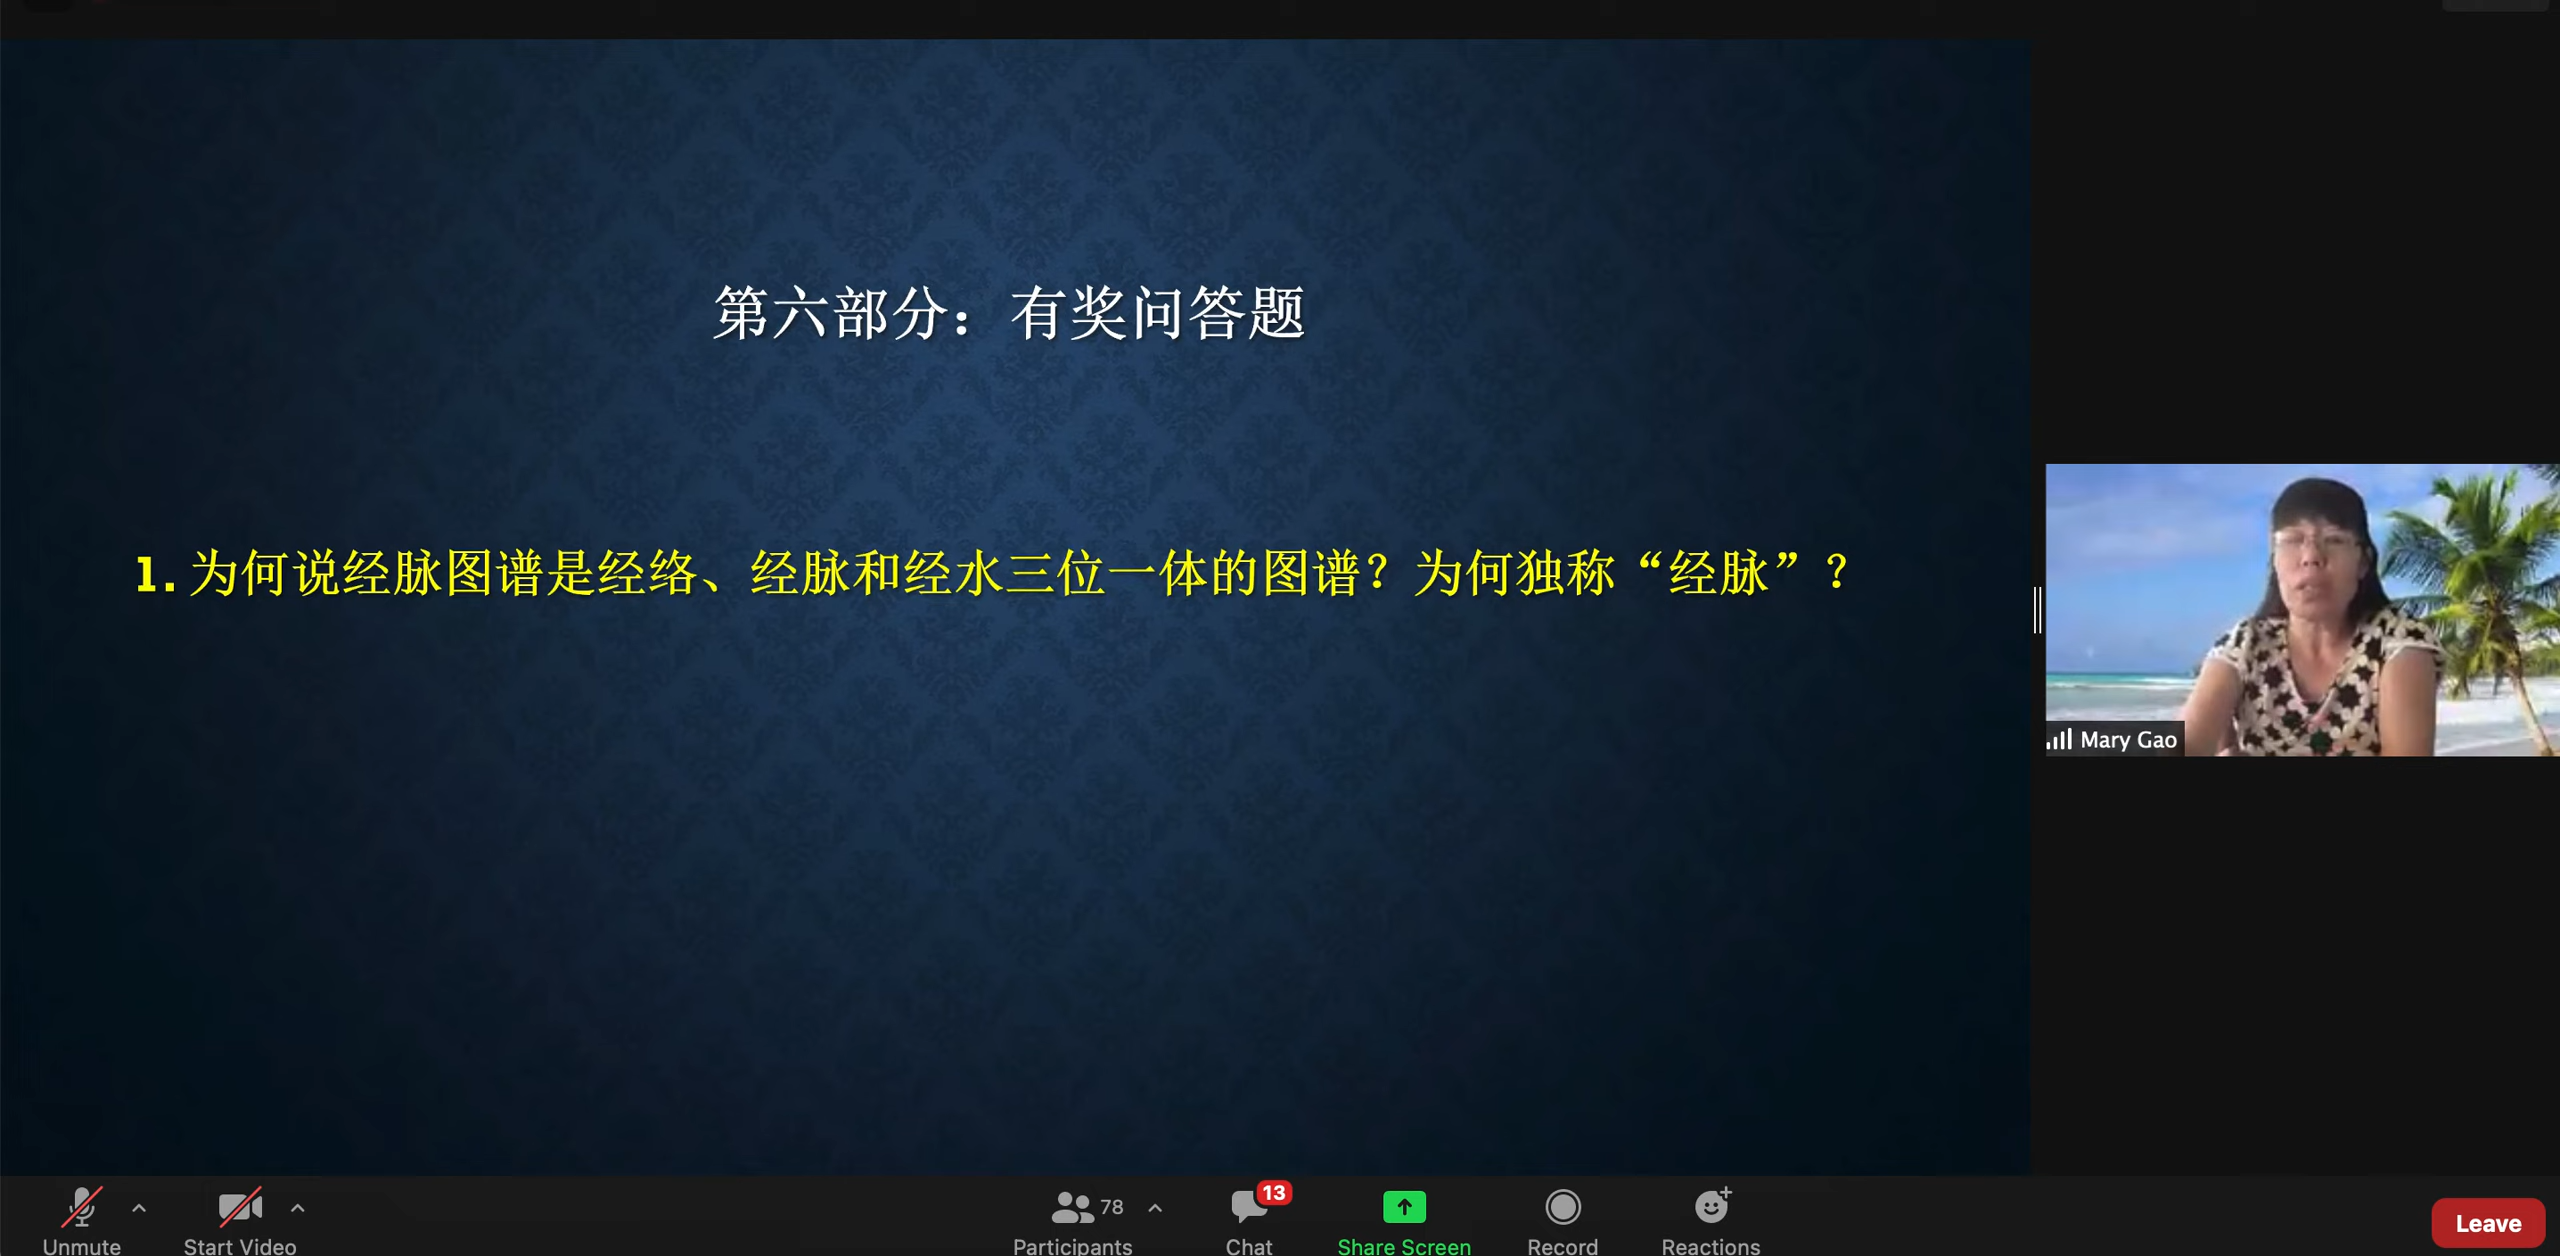 第六部分：有奖问答题
1. 为何说经脉图谱是经络、经脉和经水三位一体的图谱？为何独称“经脉”？
Mary Gao
78
13
Unmute
Start Video
Participants
Chat
Share Screen
Record
Reactions
Leave